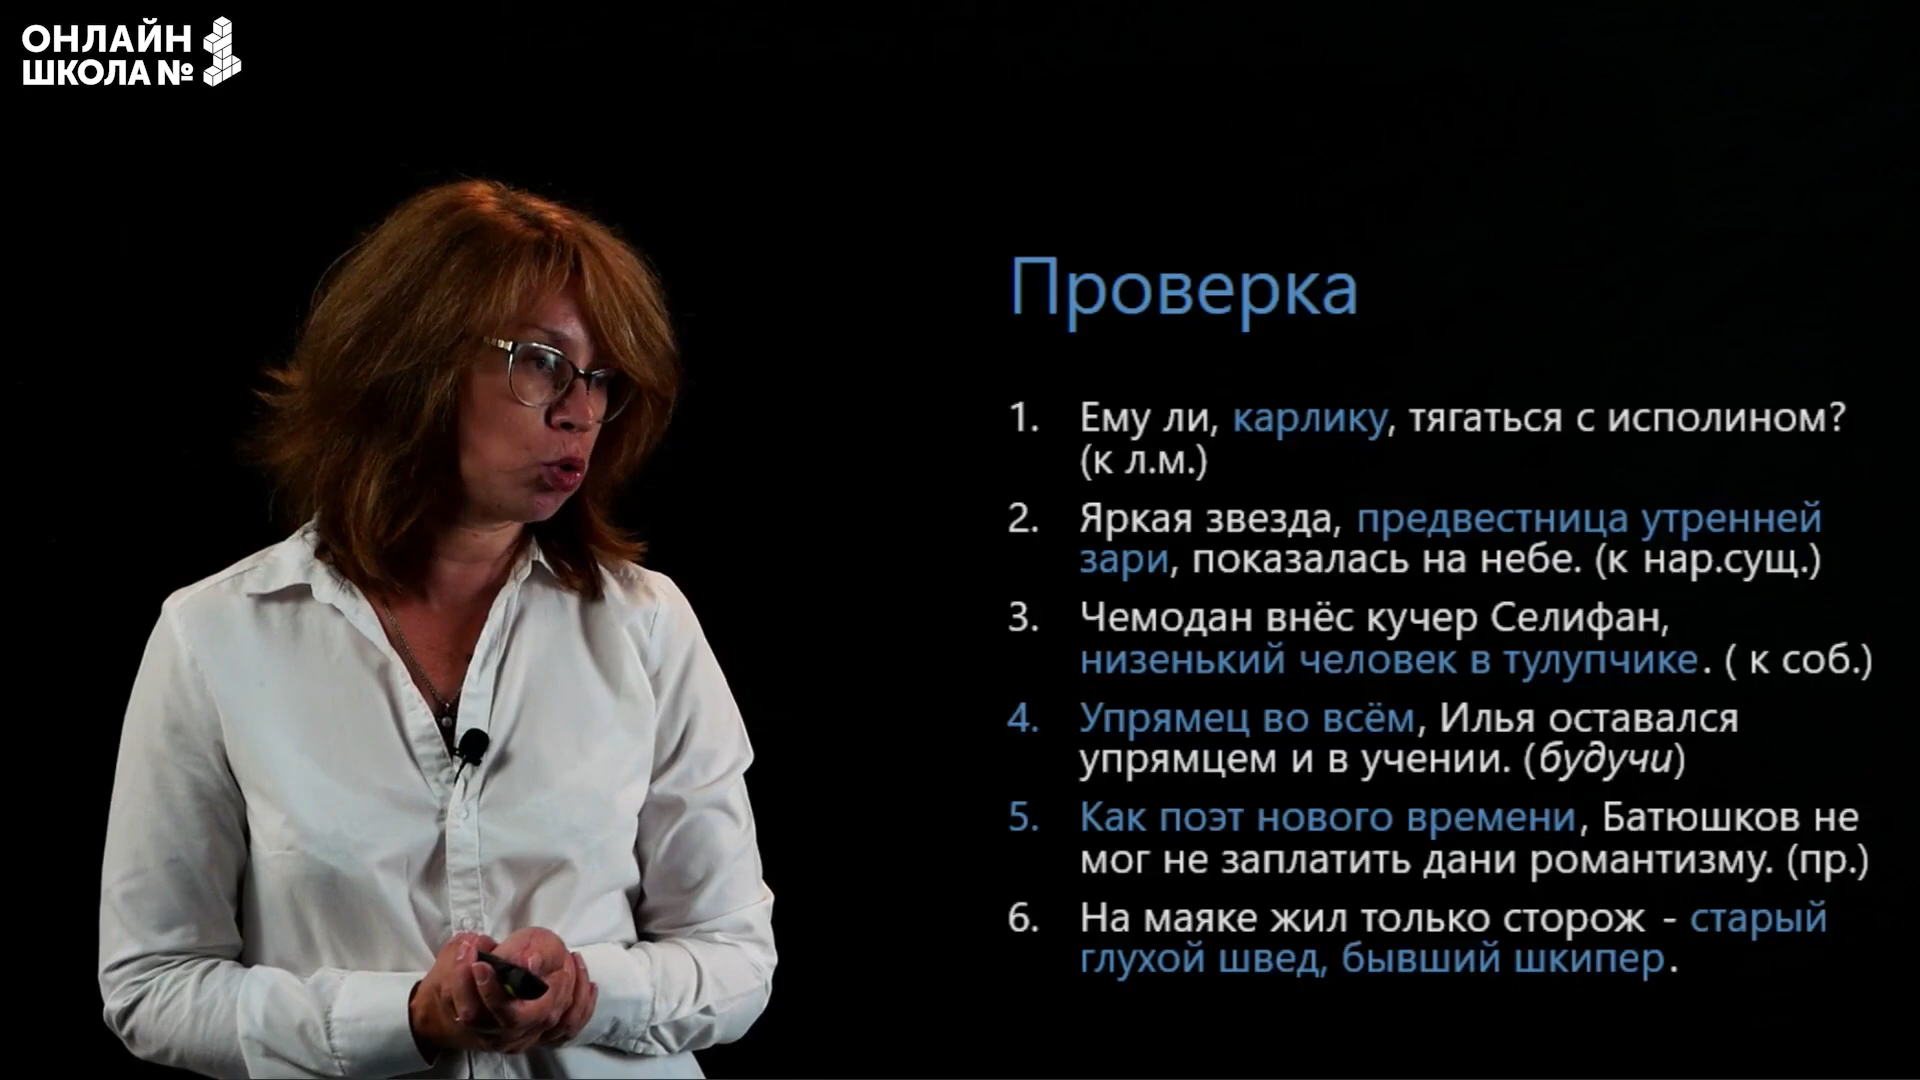 ОНЛАЙН
ШКОЛА №1
Проверка
1. Ему ли, карлику, тягаться с исполином?
(к л.м.)
2. Яркая звезда, предвестница утренней
зари, показалась на небе. (к нар.сущ.)
3. Чемодан внёс кучер Селифан,
низенький человек в тулупчике. ( к соб.)
4. Упрямец во всём, Илья оставался
упрямцем и в учении. (будучи)
5. Как поэт нового времени, Батюшков не
мог не заплатить дани романтизму. (пр.)
6. На маяке жил только сторож - старый
глухой швед, бывший шкипер.